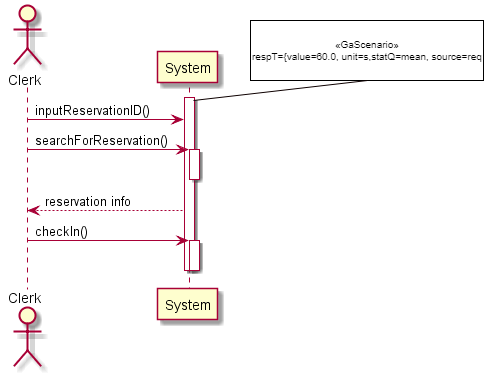 Clerk
System
«GaScenario»
respT={value=60.0, unit=s,statQ=mean, source=req
inputReservationID()
searchForReservation()
reservation info
checkIn()
Clerk
System